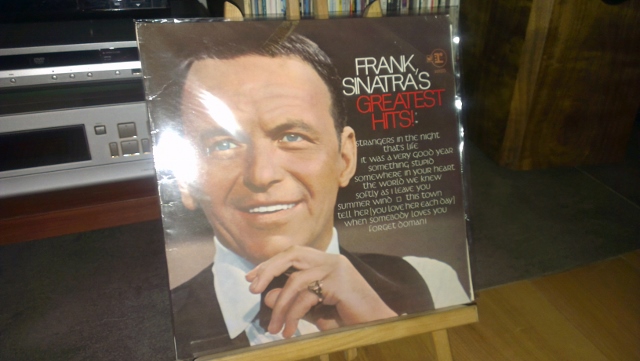 FRANK
SINATRA'S
GREATEST
HITS!:
strangers in the night
that's life
it was a very good year
something stupid
somewhere in your heart
the world we knew
softly as i leave you
summer wind this town
tell her [you love her each day]
when somebody loves you
forget domani